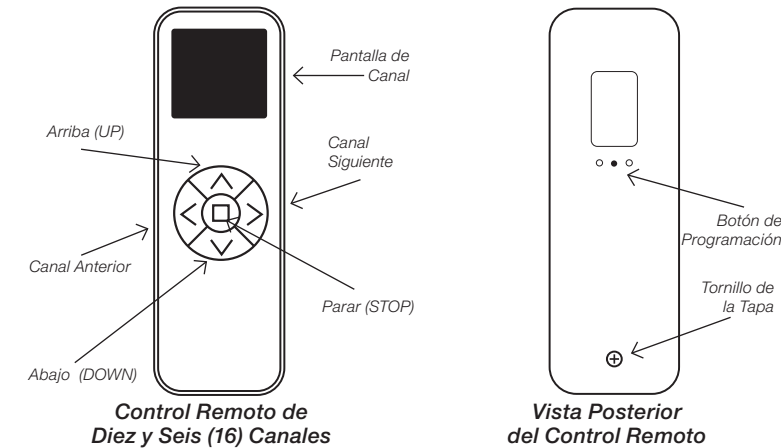 Pantalla de
Canal
Arriba (UP)
Canal
Siguiente
Canal Anterior
Parar (STOP)
Abajo (DOWN)
Control Remoto de
Diez y Seis (16) Canales
Botón de
Programación
Tornillo de
la Tapa
Vista Posterior
del Control Remoto